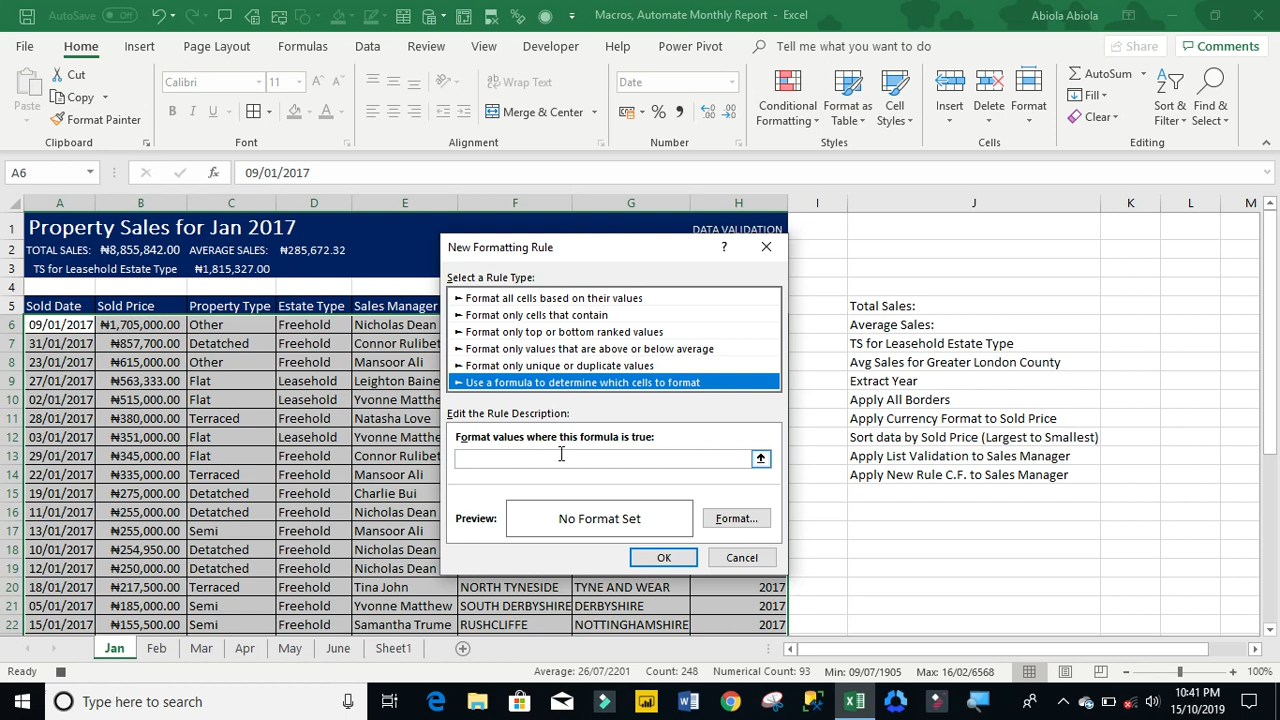 AutoSave Off
Macros, Automate Monthly Report - Excel
Abiola Abiola
File Home Insert Page Layout Formulas Data Review View Developer Help Power Pivot Tell me what you want to do Share Comments
Paste Cut Copy Format Painter
Calibri 11
B I U
Wrap Text
Merge & Center
Date
Conditional Formatting Format as Table Cell Styles
Insert Delete Format
AutoSum Fill Clear
Sort & Filter Find & Select
Clipboard Font Alignment Number Styles Cells Editing
A6 fx 09/01/2017
A B C D E F G H I J K L M
1 Property Sales for Jan 2017 DATA VALIDATION
2 TOTAL SALES: ₦8,855,842.00 AVERAGE SALES: ₦285,672.32
3 TS for Leasehold Estate Type ₦1,815,327.00
4
5 Sold Date Sold Price Property Type Estate Type Sales Manager Total Sales:
6 09/01/2017 ₦1,705,000.00 Other Freehold Nicholas Dean Average Sales:
7 31/01/2017 ₦857,700.00 Detatched Freehold Connor Rulibet TS for Leasehold Estate Type
8 23/01/2017 ₦615,000.00 Other Freehold Mansoor Ali Avg Sales for Greater London County
9 27/01/2017 ₦563,333.00 Flat Leasehold Leighton Baine Extract Year
10 02/01/2017 ₦515,000.00 Flat Leasehold Yvonne Matthe Apply All Borders
11 28/01/2017 ₦380,000.00 Terraced Freehold Natasha Love Apply Currency Format to Sold Price
12 03/01/2017 ₦351,000.00 Flat Leasehold Yvonne Matthe Sort data by Sold Price (Largest to Smallest)
13 29/01/2017 ₦345,000.00 Flat Freehold Connor Rulibet Apply List Validation to Sales Manager
14 22/01/2017 ₦335,000.00 Terraced Freehold Mansoor Ali Apply New Rule C.F. to Sales Manager
15 19/01/2017 ₦275,000.00 Detatched Freehold Charlie Bui
16 11/01/2017 ₦255,000.00 Detatched Freehold Nicholas Dean
17 13/01/2017 ₦255,000.00 Semi Freehold Mansoor Ali
18 10/01/2017 ₦254,950.00 Detatched Freehold Nicholas Dean
19 12/01/2017 ₦250,000.00 Detatched Freehold Nicholas Dean
20 18/01/2017 ₦217,500.00 Terraced Freehold Tina John NORTH TYNESIDE TYNE AND WEAR 2017
21 05/01/2017 ₦185,000.00 Semi Freehold Yvonne Matthew SOUTH DERBYSHIRE DERBYSHIRE 2017
22 15/01/2017 ₦155,500.00 Semi Freehold Samantha Trume RUSHCLIFFE NOTTINGHAMSHIRE 2017
New Formatting Rule ?
Select a Rule Type:
► Format all cells based on their values
► Format only cells that contain
► Format only top or bottom ranked values
► Format only values that are above or below average
► Format only unique or duplicate values
► Use a formula to determine which cells to format
Edit the Rule Description:
Format values where this formula is true:
Preview: No Format Set Format...
OK Cancel
Jan Feb Mar Apr May June Sheet1
Ready Average: 26/07/2201 Count: 248 Numerical Count: 93 Min: 09/07/1905 Max: 16/02/6568 100%
Type here to search
10:41 PM
15/10/2019